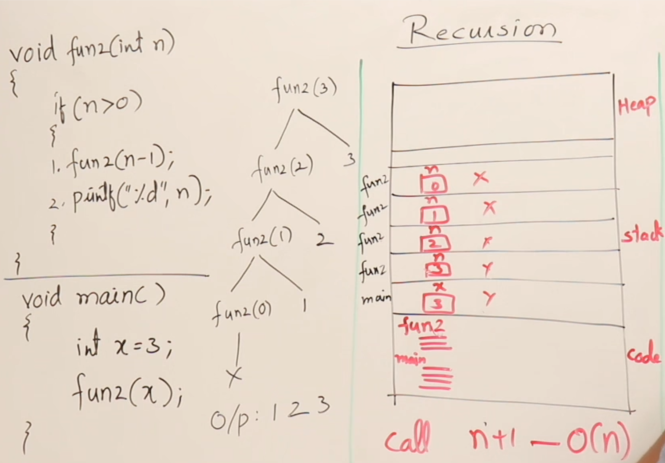 Recursion
void fun2(int n)
{
if(n>0)
{
1. fun2(n-1);
2. printf("%d", n);
}
}
void main()
{
int x=3;
fun2(x);
}
fun2(3)
fun2(2) 3
fun2(1) 2
fun2(0) 1
X
O/p: 1 2 3
Heap
n
fun2 0 X
n
fun2 1 X
n
fun2 2 X
n
fun2 3 Y
x
main 3 Y
stack
fun2
main
code
call n+1 — O(n)